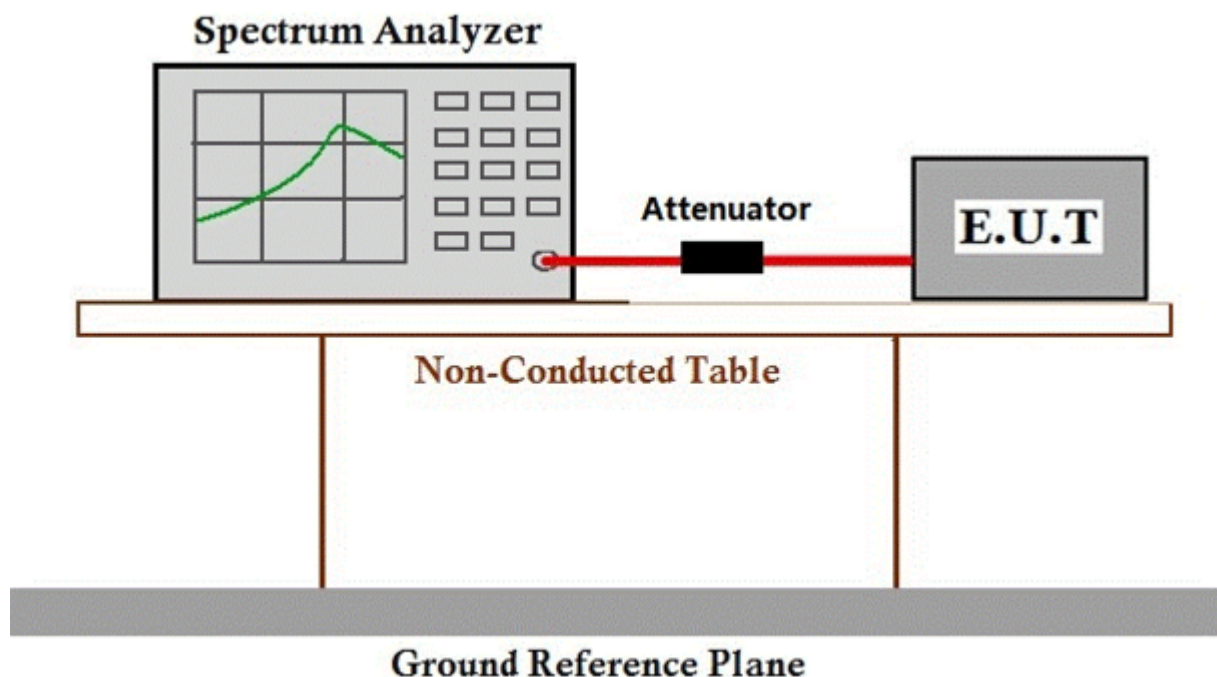 Spectrum Analyzer
Attenuator
E.U.T
Non-Conducted Table
Ground Reference Plane